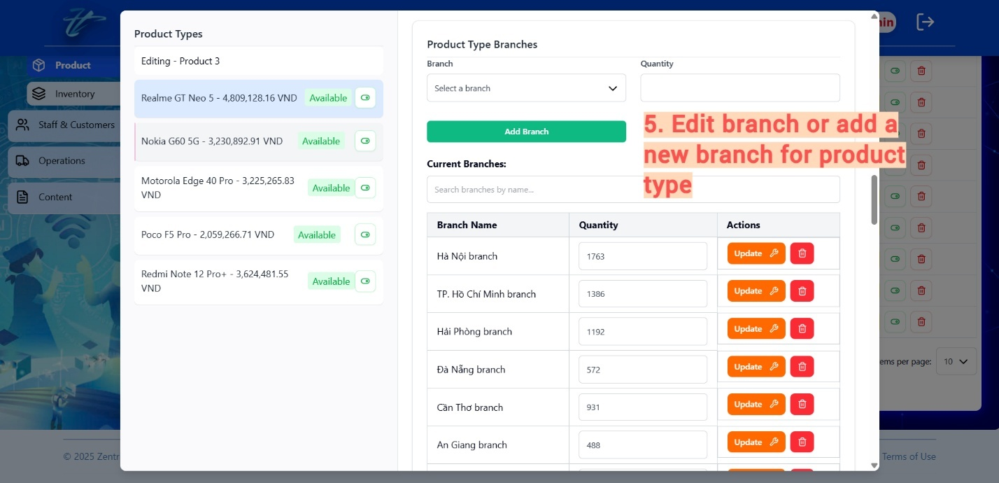 Product Types
Editing - Product 3
Realme GT Neo 5 - 4,809,128.16 VND
Available
Nokia G60 5G - 3,230,892.91 VND
Available
Motorola Edge 40 Pro - 3,225,265.83
VND
Available
Poco F5 Pro - 2,059,266.71 VND
Available
Redmi Note 12 Pro+ - 3,624,481.55
VND
Available
Product
Inventory
Staff & Customers
Operations
Content
Product Type Branches
Branch
Quantity
Select a branch
Add Branch
5. Edit branch or add a
new branch for product
type
Current Branches:
Search branches by name...
Branch Name Quantity Actions
Hà Nội branch 1763 Update
TP. Hồ Chí Minh branch 1386 Update
Hải Phòng branch 1192 Update
Đà Nẵng branch 572 Update
Cần Thơ branch 931 Update
An Giang branch 488 Update
per page: 10
© 2025
Terms of Use